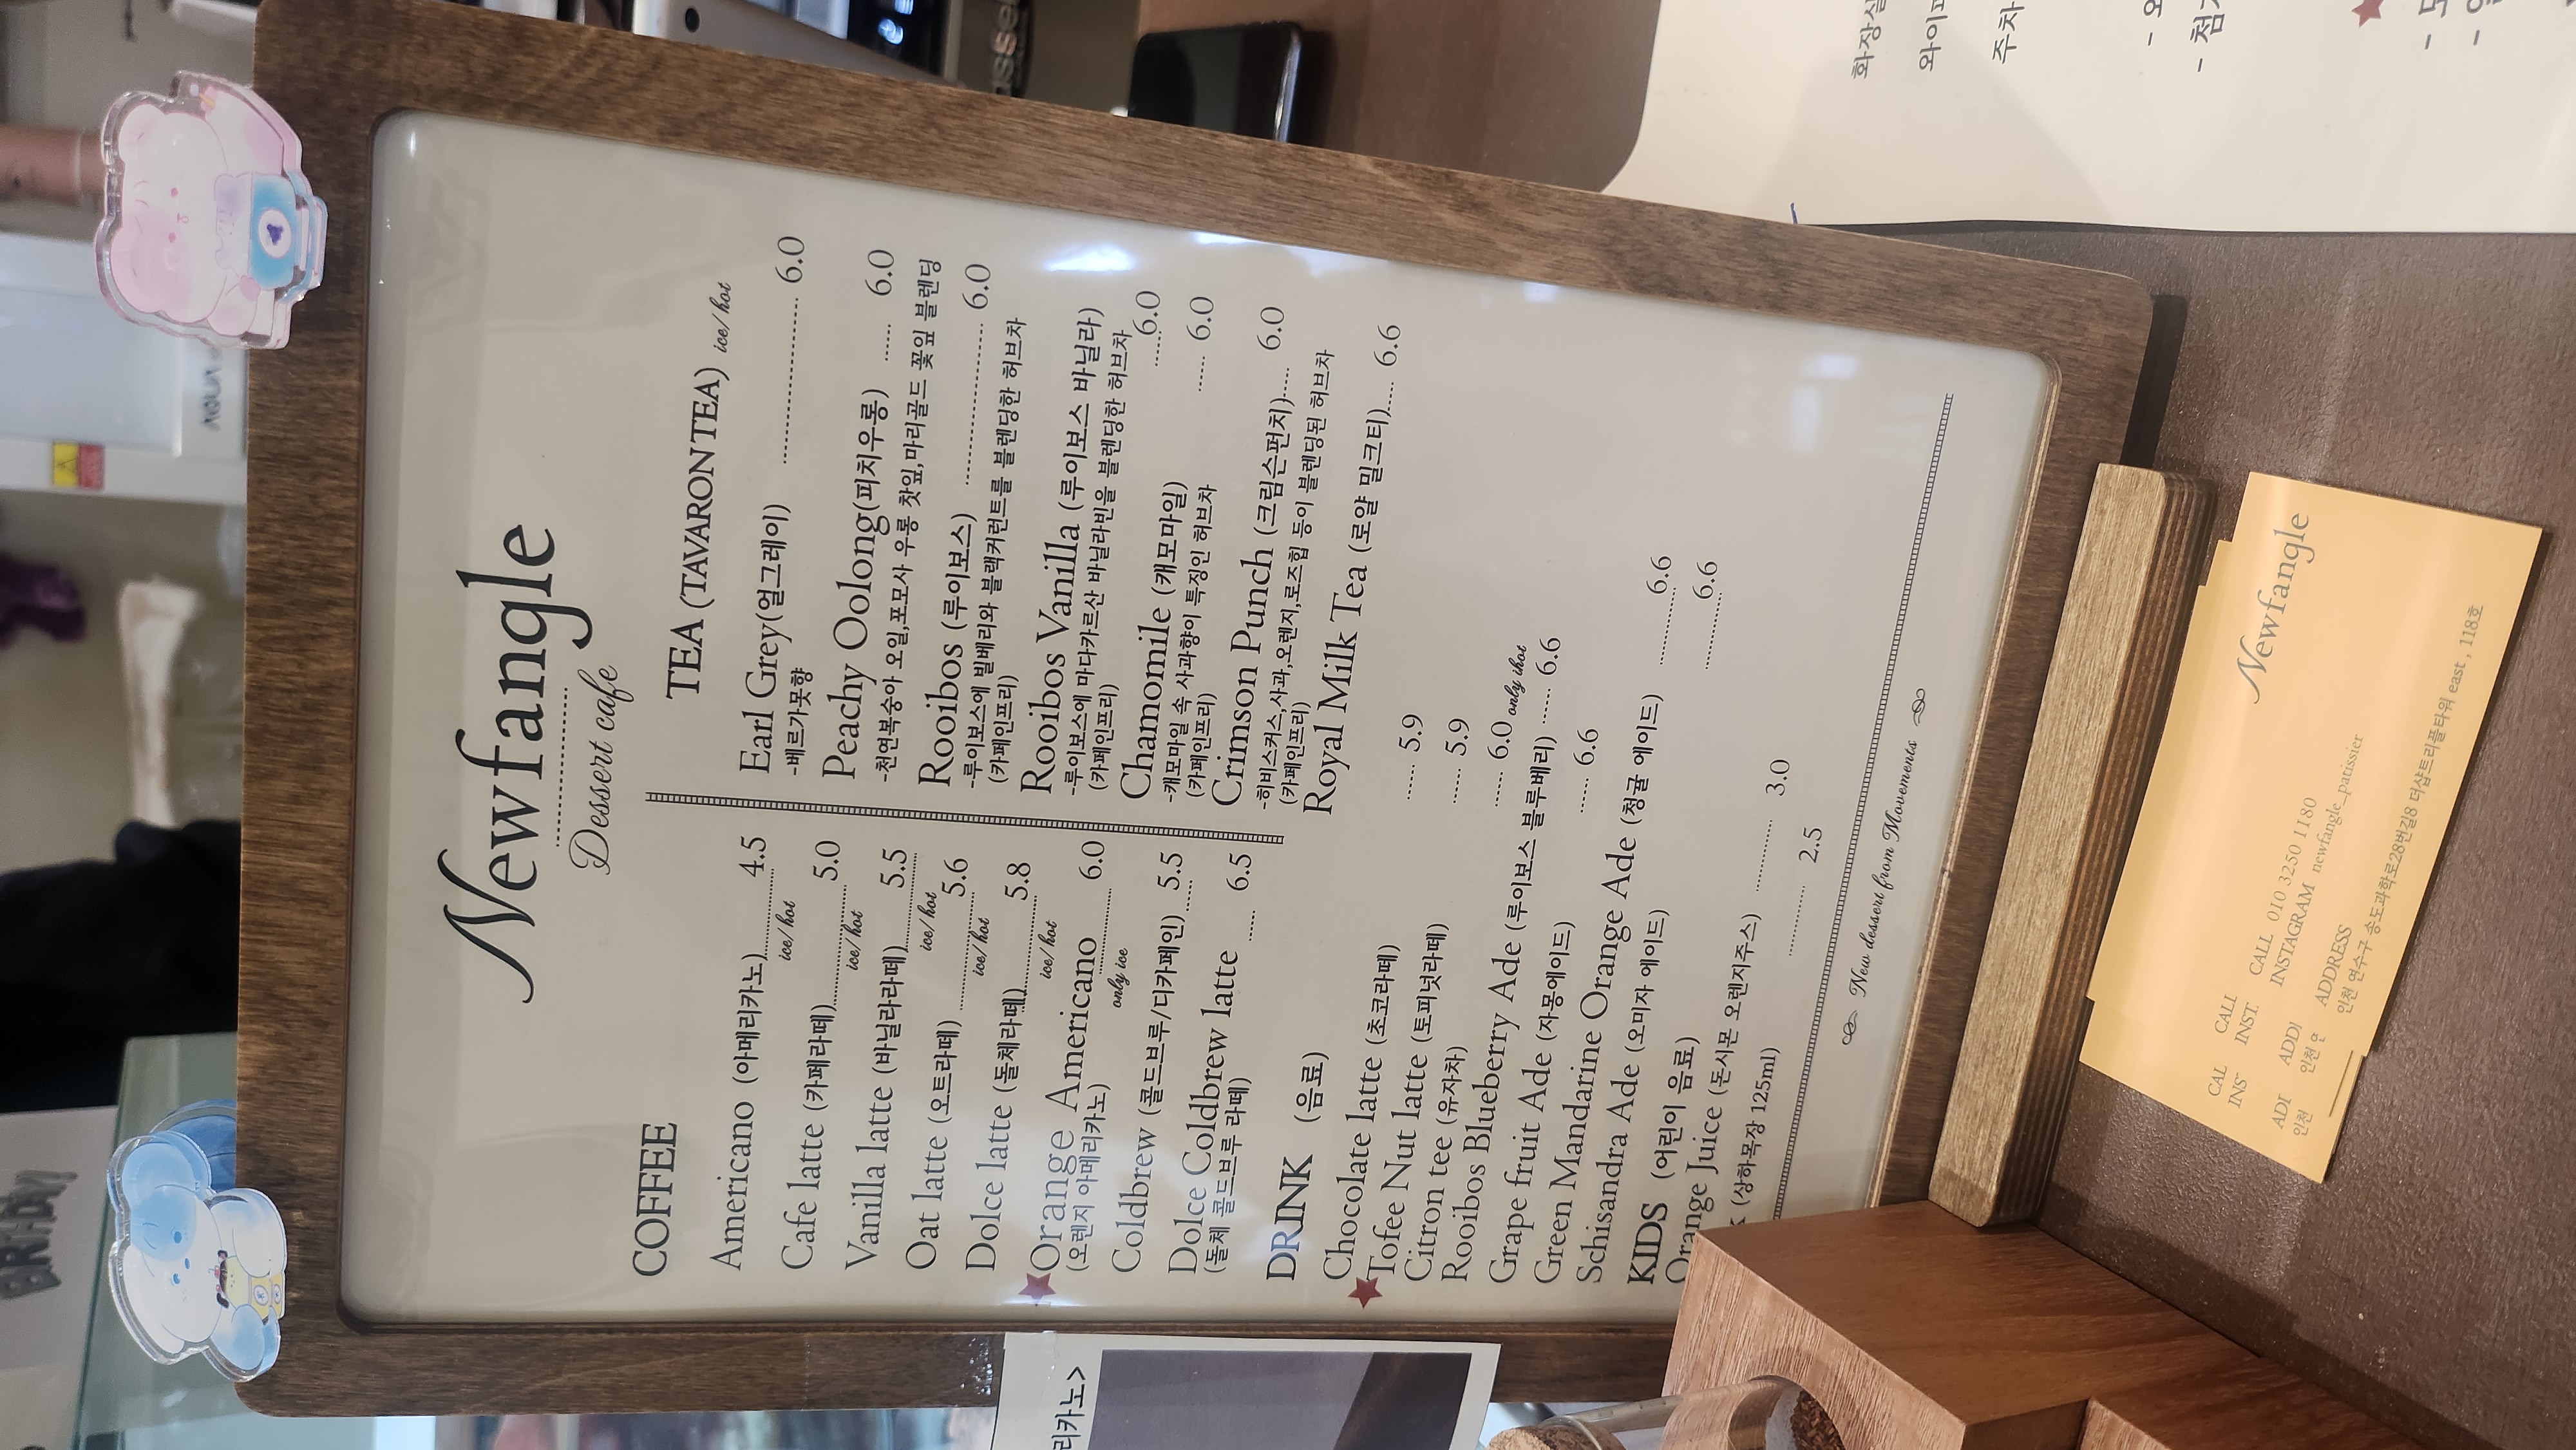 Newfangle
Dessert cafe
COFFEE
Americano (아메리카노) 4.5
ice/hot
Cafe latte (카페라떼) 5.0
ice/hot
Vanilla latte (바닐라라떼) 5.5
ice/hot
Oat latte (오트라떼) 5.6
ice/hot
Dolce latte (돌체라떼) 5.8
ice/hot
Orange Americano 6.0
(오렌지 아메리카노) only ice
Coldbrew (콜드브루/디카페인) 5.5
Dolce Coldbrew latte 6.5
(돌체 콜드브루 라떼)
TEA (TAVARON TEA) ice/hot
Earl Grey(얼그레이) 6.0
-베르가못향
Peachy Oolong(피치우롱) 6.0
-천연복숭아 오일,포모사 우롱 찻잎,마리골드 꽃잎 블렌딩
Rooibos (루이보스) 6.0
-루이보스에 빌베리와 블랙커런트를 블렌딩한 허브차
(카페인프리)
Rooibos Vanilla (루이보스 바닐라)
-루이보스에 마다카르산 바닐라빈을 블렌딩한 허브차
(카페인프리) 6.0
Chamomile (캐모마일)
-캐모마일 속 사과향이 특징인 허브차 6.0
(카페인프리)
Crimson Punch (크림슨펀치) 6.0
-히비스커스,사과,오렌지,로즈힙 등이 블렌딩된 허브차
(카페인프리)
Royal Milk Tea (로얄 밀크티) 6.6
DRINK (음료)
Chocolate latte (초코라떼) 5.9
Tofee Nut latte (토피넛라떼) 5.9
Citron tee (유자차) 6.0 only ihot
Rooibos Blueberry Ade (루이보스 블루베리) 6.6
Grape fruit Ade (자몽에이드) 6.6
Green Mandarine Orange Ade (청귤 에이드) 6.6
Schisandra Ade (오미자 에이드) 6.6
KIDS (어린이 음료)
Orange Juice (돈시몬 오렌지주스) 3.0
(상하목장 125ml) 2.5
New dessert from Movements
Newfangle
CALL 010 3250 1180
INSTAGRAM newfangle_patissier
ADDRESS
인천 연수구 송도과학로28번길8 더샵트리플타워 east , 118호
CALL
INST
ADDI
인천
CAL
INS
ADI
인천
리카노>
화장실
주차
- 첨가